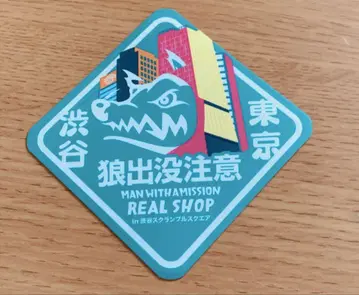 渋谷
東京
狼出没注意
MAN WITH A MISSION
REAL SHOP
in 渋谷スクランブルスクエア